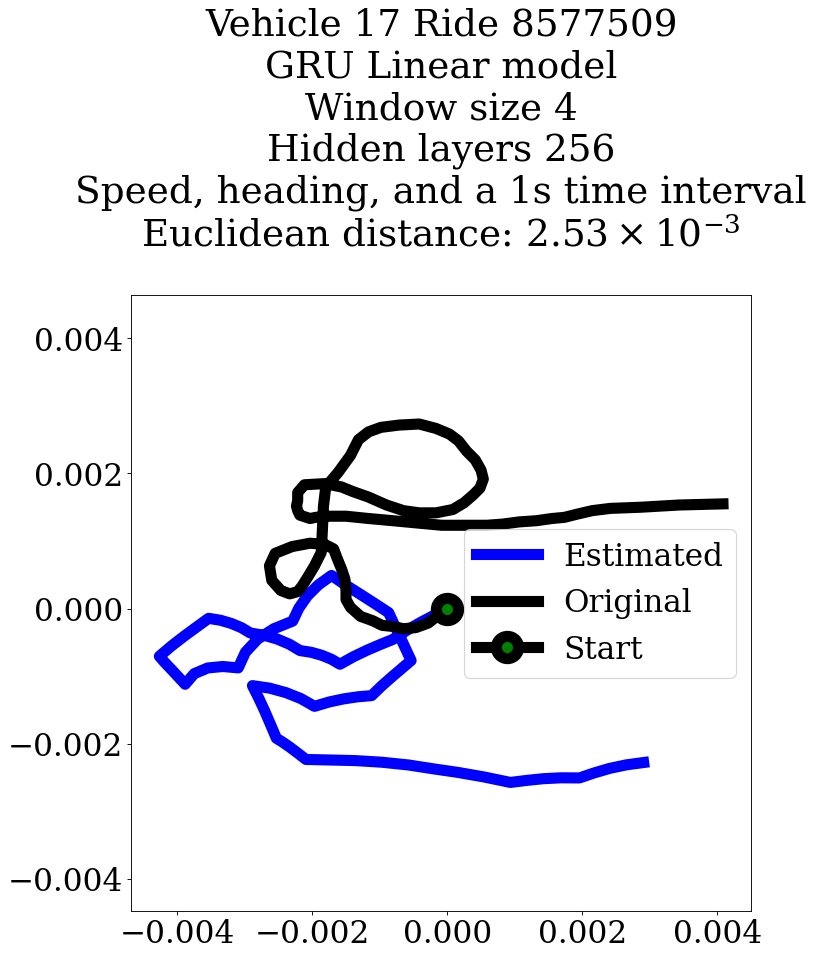 Vehicle 17 Ride 8577509
GRU Linear model
Window size 4
Hidden layers 256
Speed, heading, and a 1s time interval
Euclidean distance: 2.53 × 10⁻³
0.004
0.002
0.000
−0.002
−0.004
Estimated
Original
Start
−0.004 −0.002 0.000 0.002 0.004